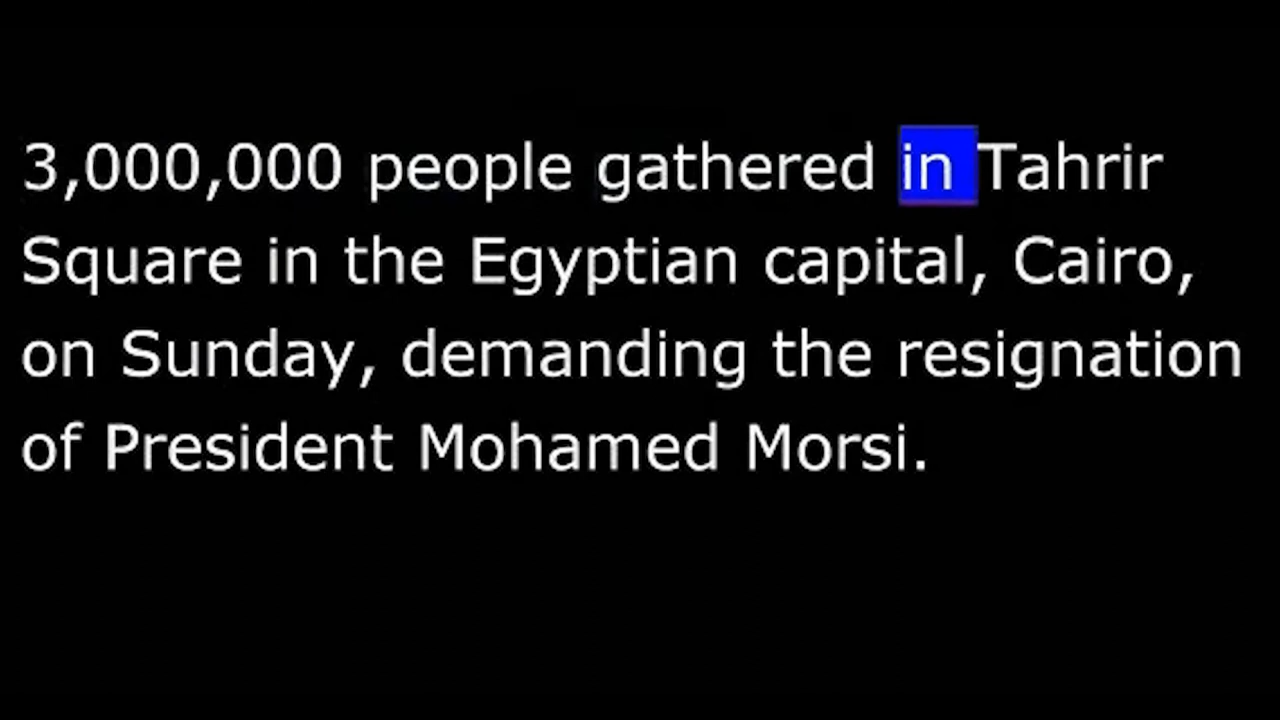 3,000,000 people gathered in Tahrir
Square in the Egyptian capital, Cairo,
on Sunday, demanding the resignation
of President Mohamed Morsi.